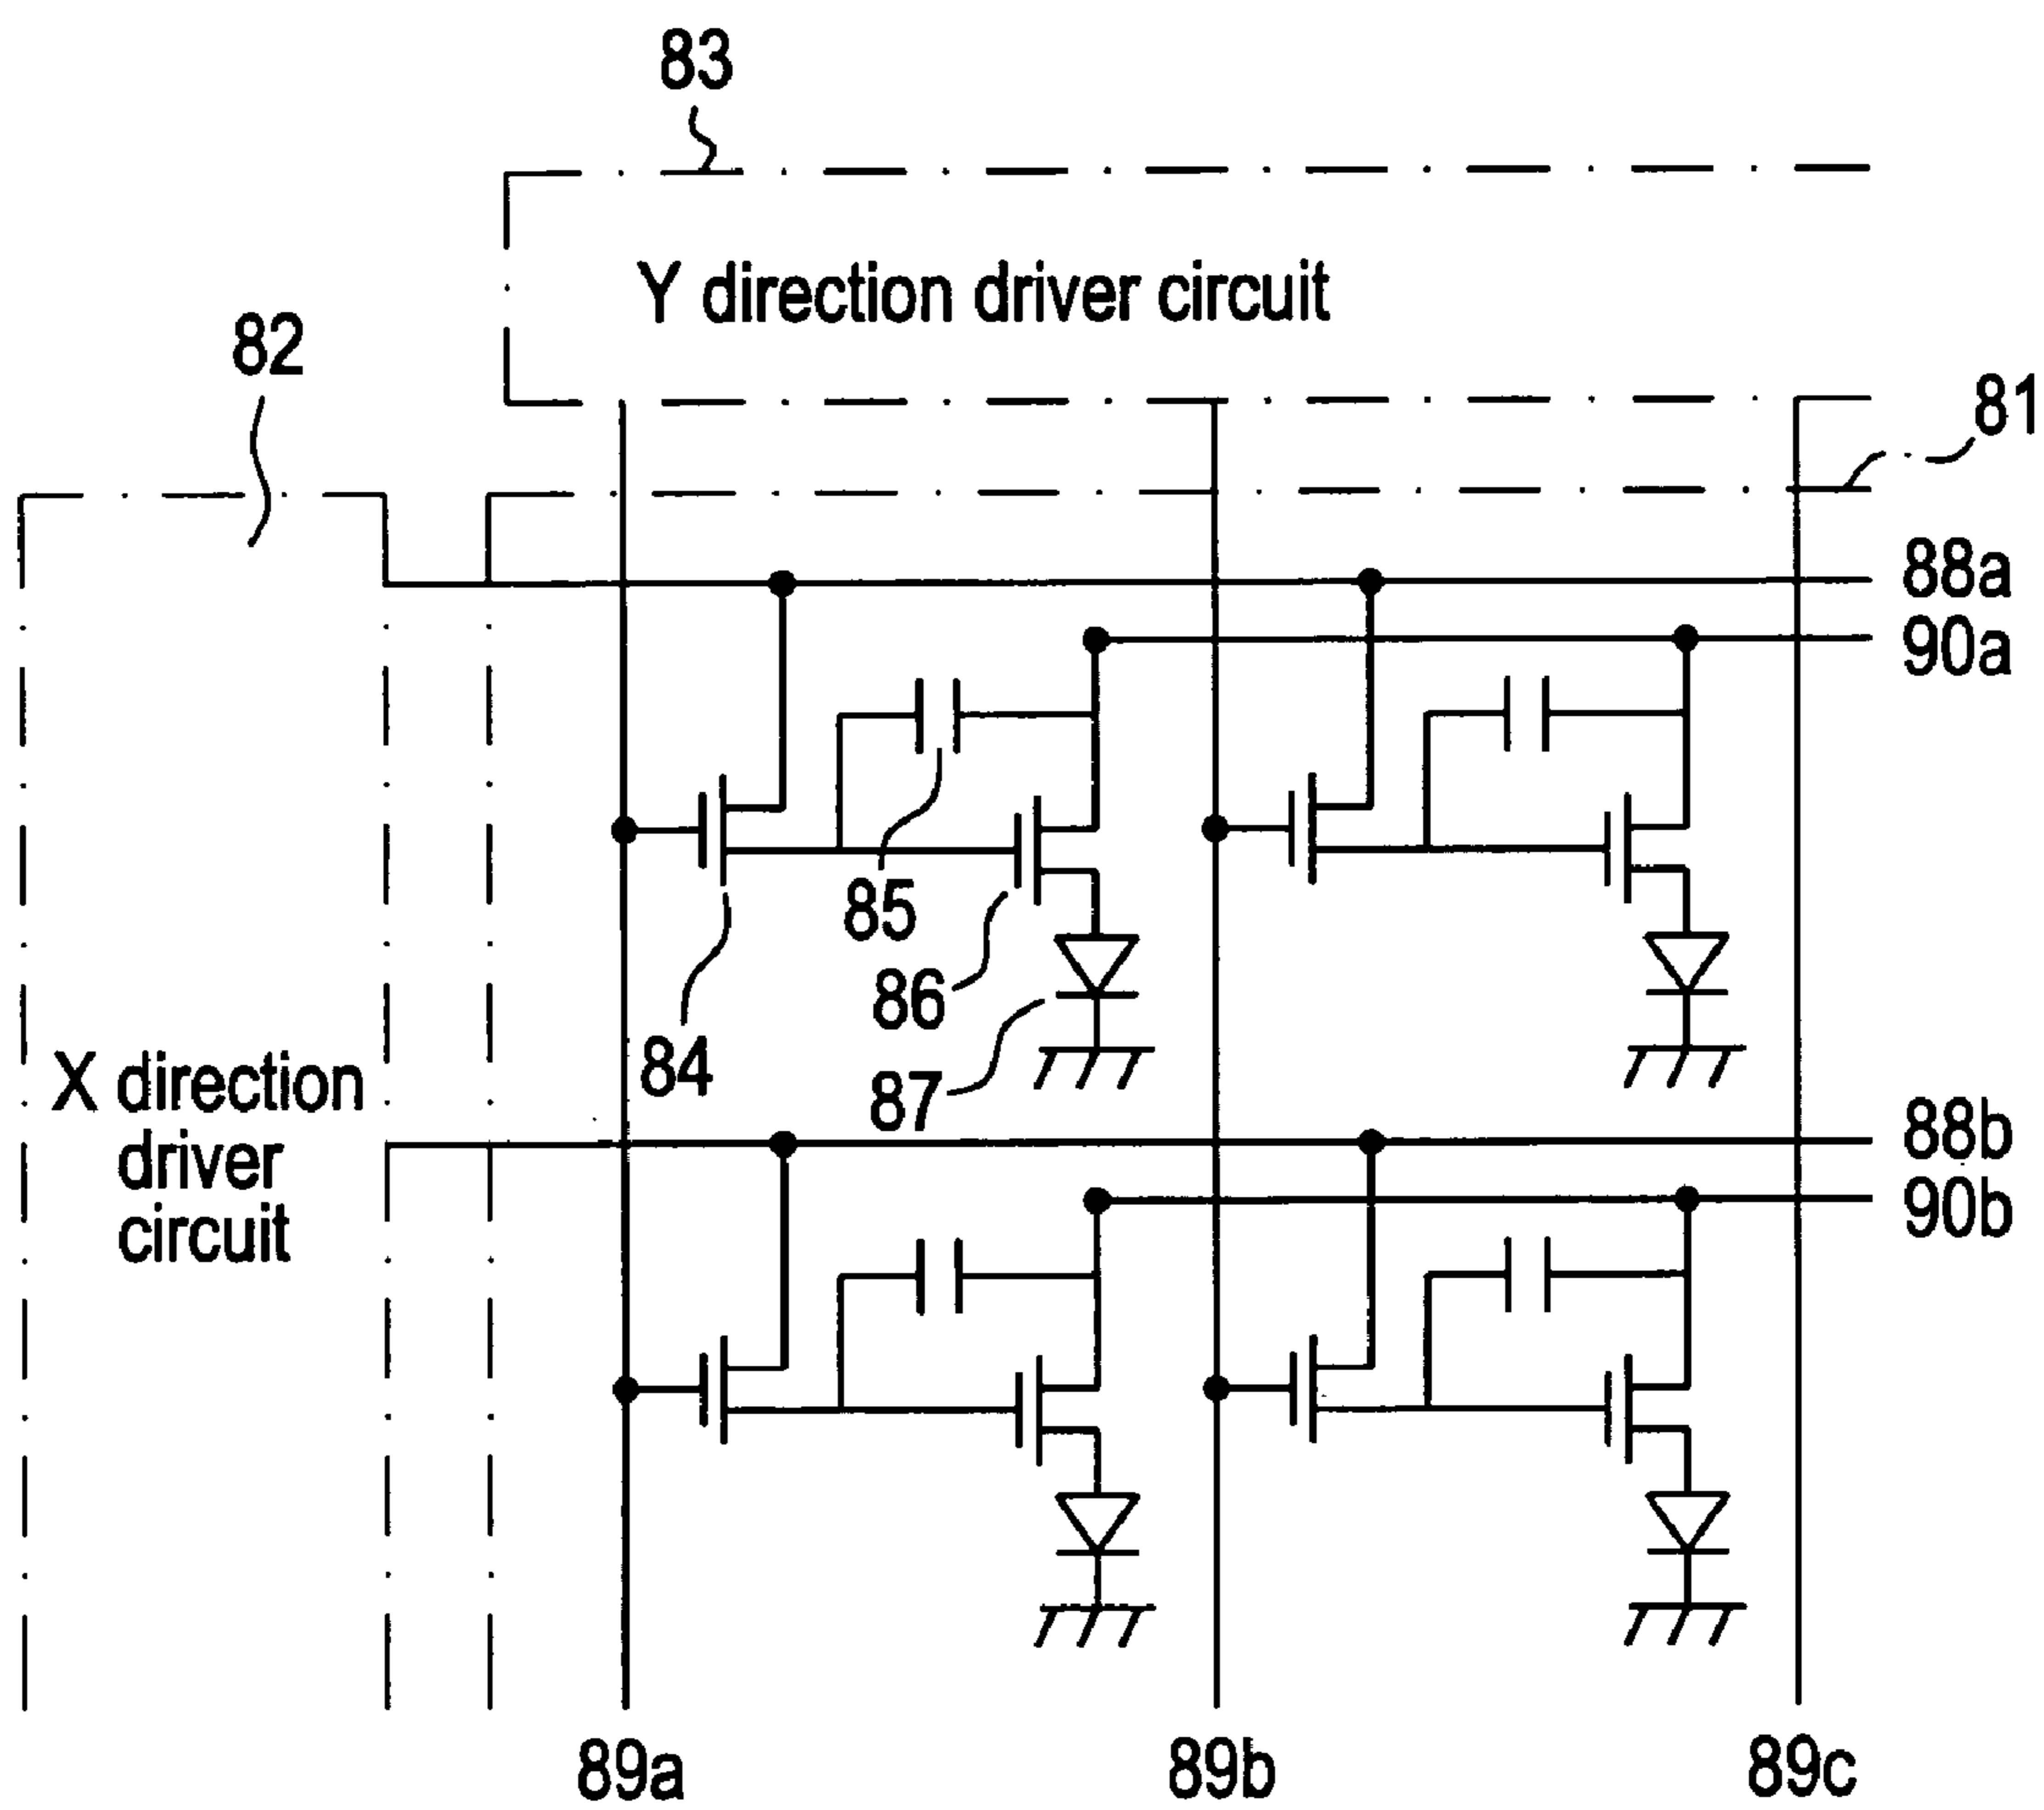 83
Y direction driver circuit
82
81
88a
90a
85
86
84
87
X direction
driver
circuit
88b
90b
89a
89b
89c